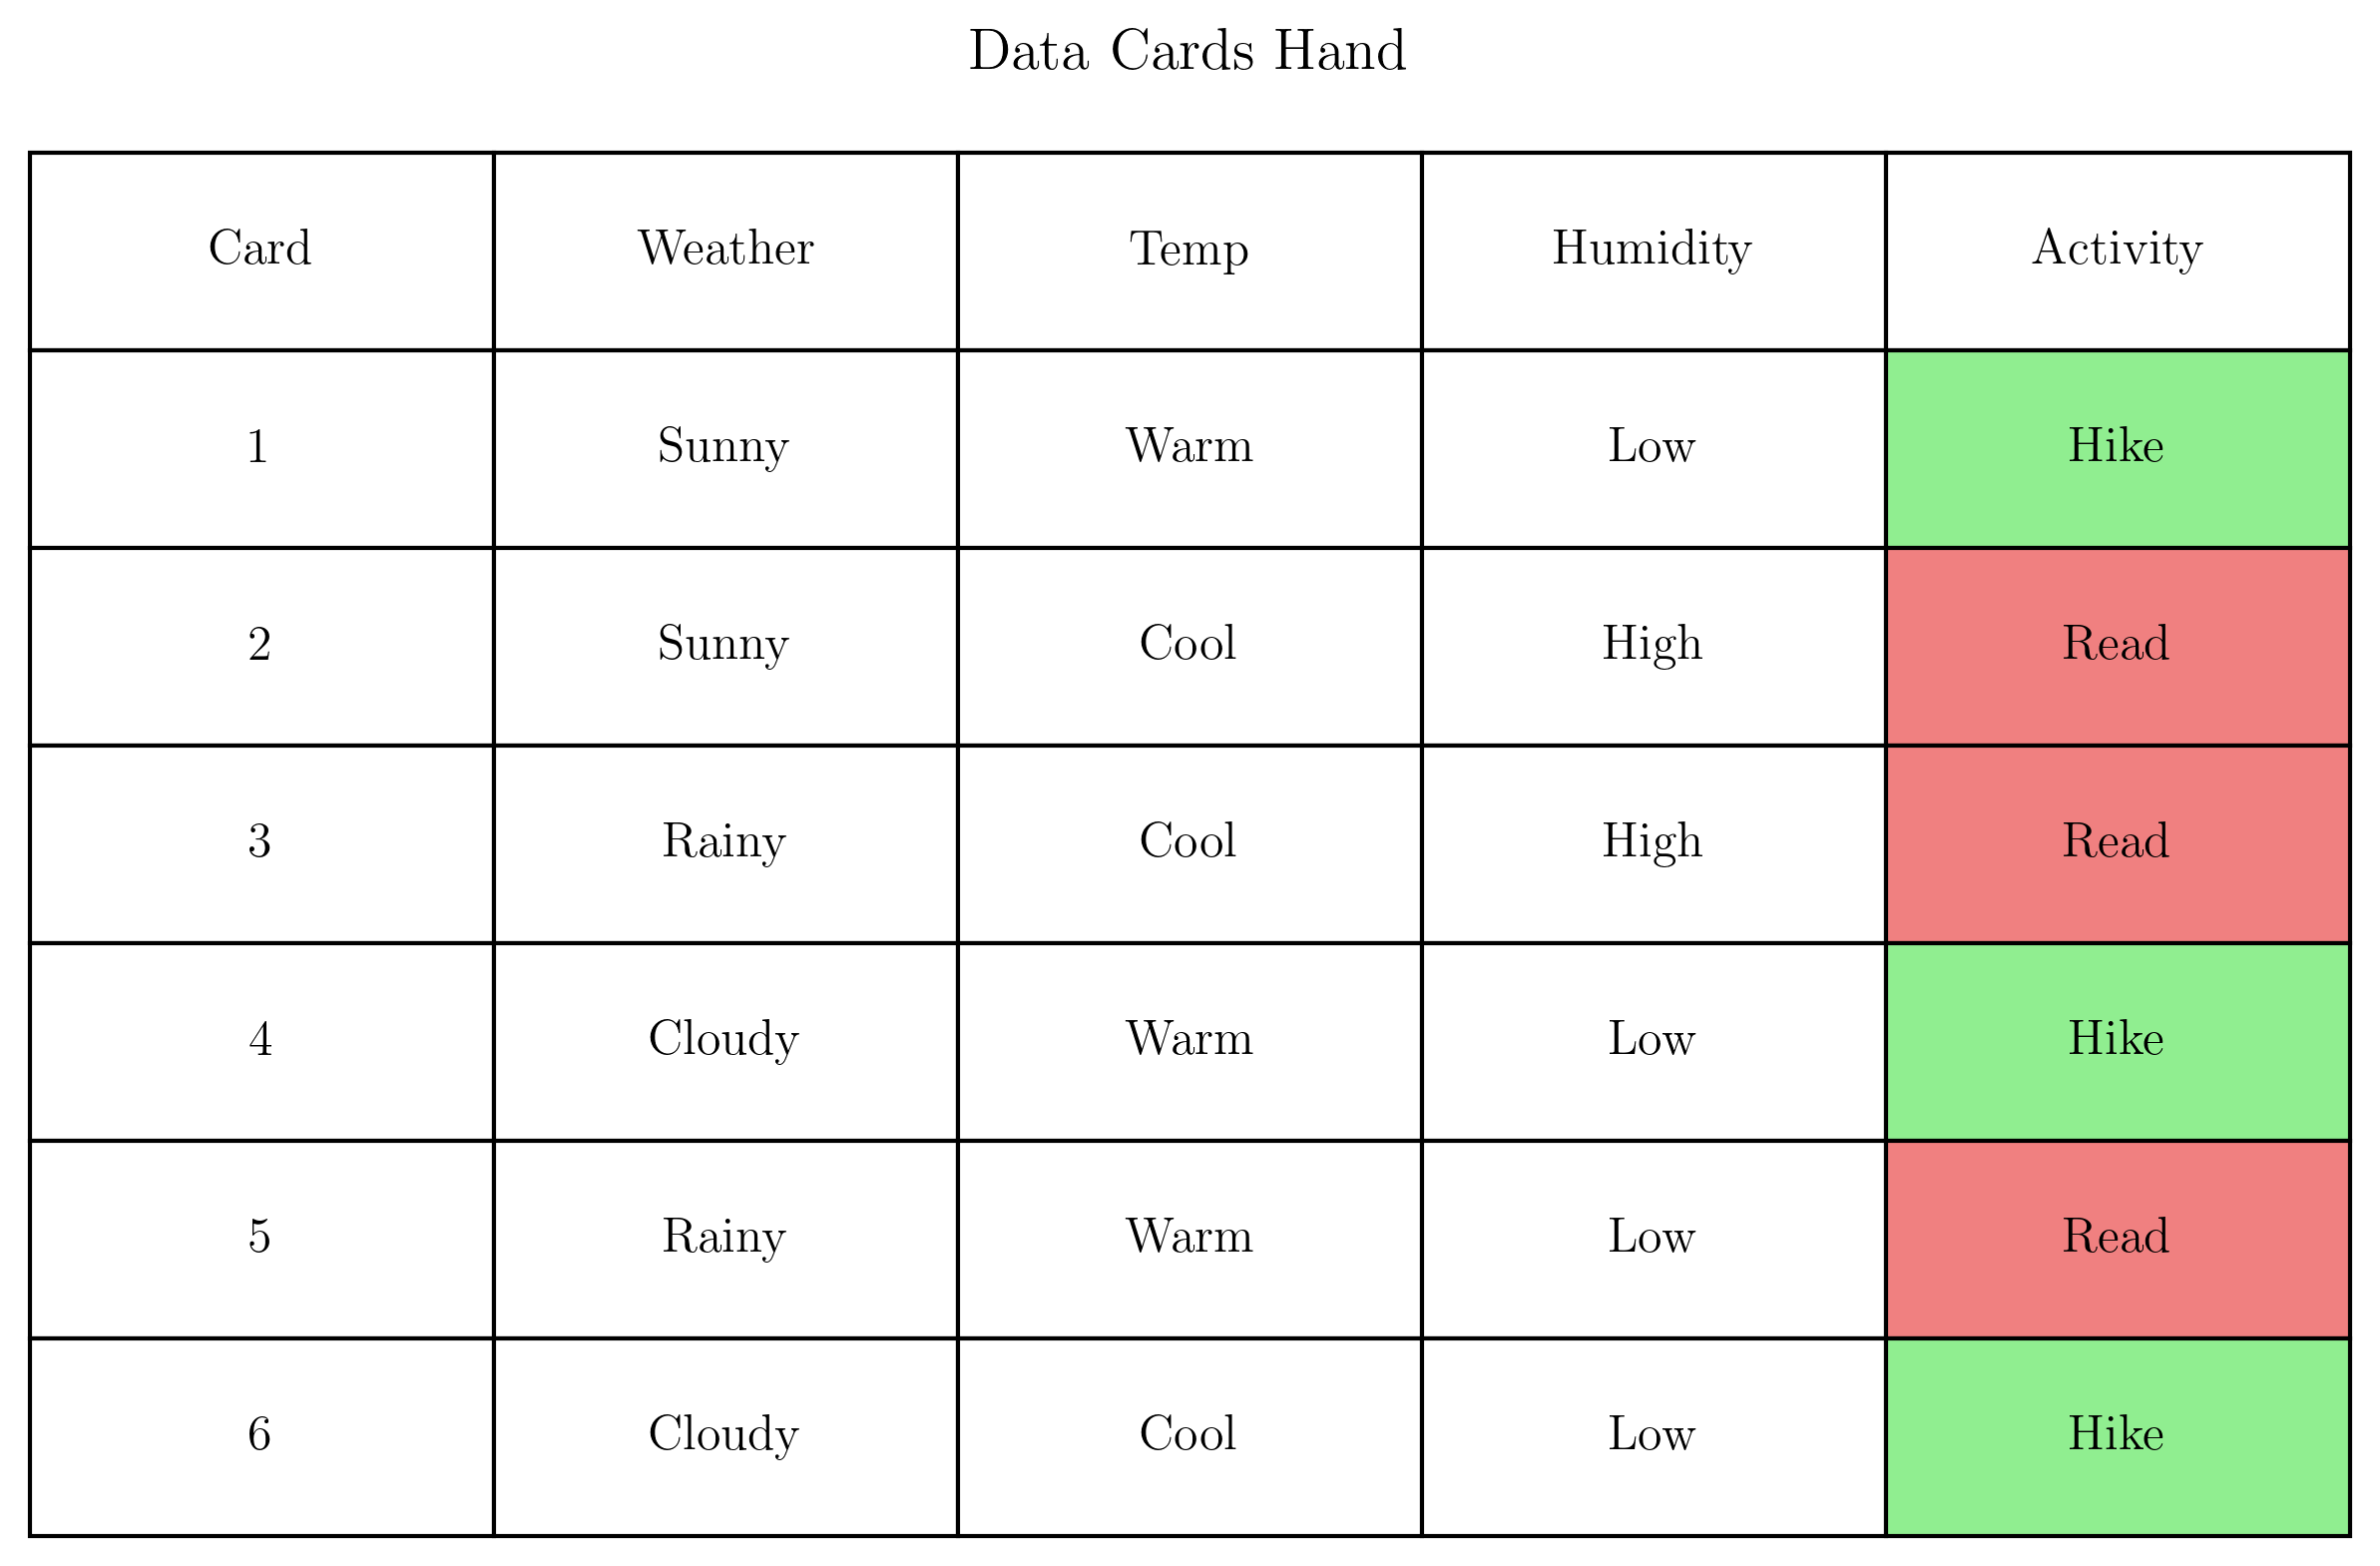 Data Cards Hand
Card Weather Temp Humidity Activity
1 Sunny Warm Low Hike
2 Sunny Cool High Read
3 Rainy Cool High Read
4 Cloudy Warm Low Hike
5 Rainy Warm Low Read
6 Cloudy Cool Low Hike